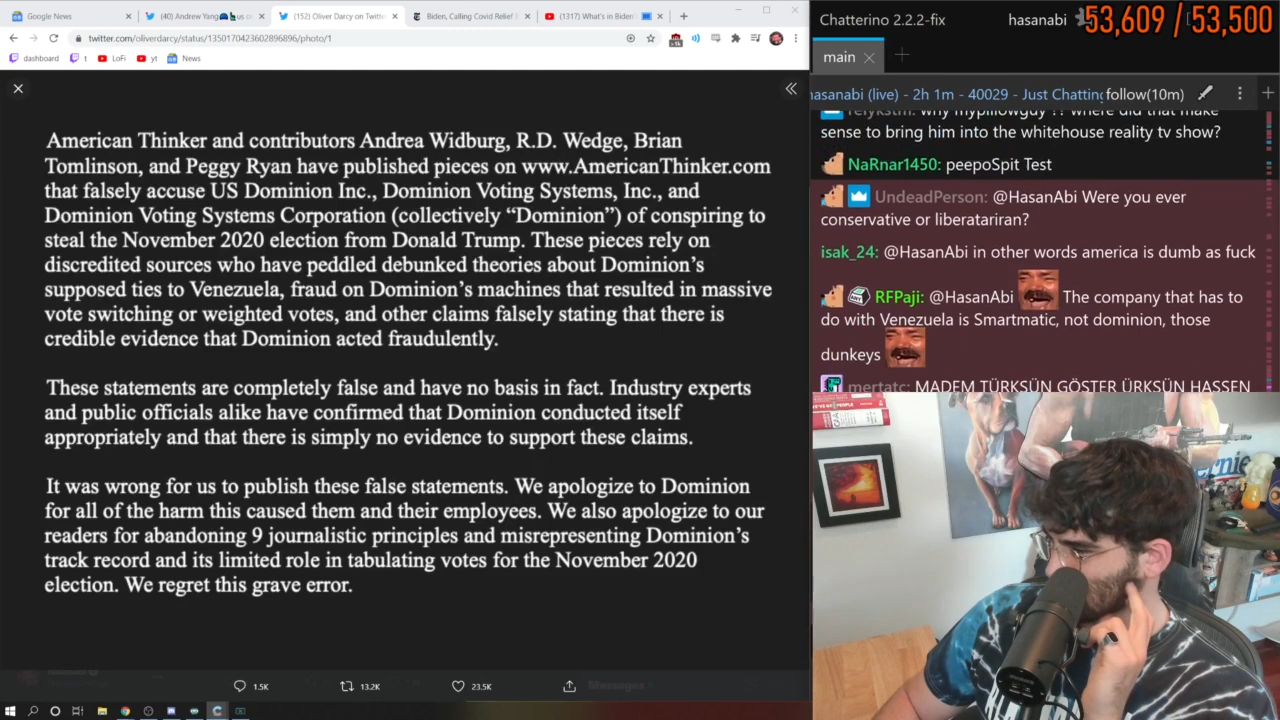 Google News
(40) Andrew Yang us or
(152) Oliver Darcy on Twitte
Biden, Calling Covid Relief
(1317) What's in Biden'
twitter.com/oliverdarcy/status/1350170423602896896/photo/1
dashboard
t
LoFi
yt
News
American Thinker and contributors Andrea Widburg, R.D. Wedge, Brian
Tomlinson, and Peggy Ryan have published pieces on www.AmericanThinker.com
that falsely accuse US Dominion Inc., Dominion Voting Systems, Inc., and
Dominion Voting Systems Corporation (collectively “Dominion”) of conspiring to
steal the November 2020 election from Donald Trump. These pieces rely on
discredited sources who have peddled debunked theories about Dominion’s
supposed ties to Venezuela, fraud on Dominion’s machines that resulted in massive
vote switching or weighted votes, and other claims falsely stating that there is
credible evidence that Dominion acted fraudulently.
These statements are completely false and have no basis in fact. Industry experts
and public officials alike have confirmed that Dominion conducted itself
appropriately and that there is simply no evidence to support these claims.
It was wrong for us to publish these false statements. We apologize to Dominion
for all of the harm this caused them and their employees. We also apologize to our
readers for abandoning 9 journalistic principles and misrepresenting Dominion’s
track record and its limited role in tabulating votes for the November 2020
election. We regret this grave error.
1.5K
13.2K
23.5K
Messages
Chatterino 2.2.2-fix
hasanabi
53,609 / 53,500
main
hasanabi (live) - 2h 1m - 40029 - Just Chatting
follow(10m)
why mypillowguy ?? where did that make
sense to bring him into the whitehouse reality tv show?
NaRnar1450: peepoSpit Test
UndeadPerson: @HasanAbi Were you ever
conservative or libertatiriran?
isak_24: @HasanAbi in other words america is dumb as fuck
RFPaji: @HasanAbi The company that has to
do with Venezuela is Smartmatic, not dominion, those
dunkeys
mertatc: MADEM TÜRKSÜN GÖSTER ÜRKSÜN HASSEN
ernie